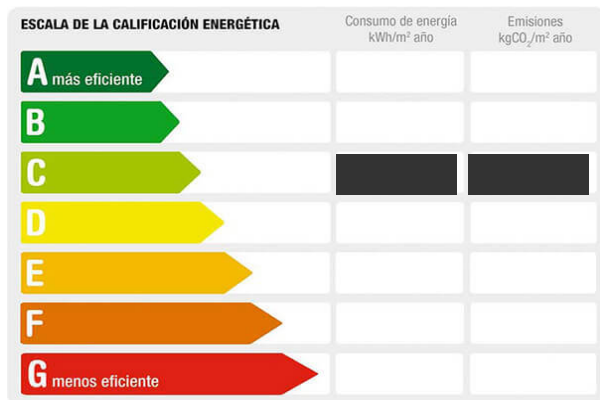 ESCALA DE LA CALIFICACIÓN ENERGÉTICA
Consumo de energía
kWh/m² año
Emisiones
kgCO₂/m² año
A más eficiente
B
C
D
E
F
G menos eficiente